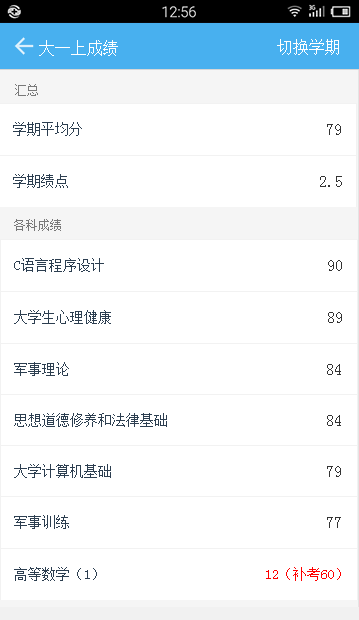 12:56
3G
大一上成绩 切换学期
汇总
学期平均分 79
学期绩点 2.5
各科成绩
C语言程序设计 90
大学生心理健康 89
军事理论 84
思想道德修养和法律基础 84
大学计算机基础 79
军事训练 77
高等数学（1） 12（补考60）